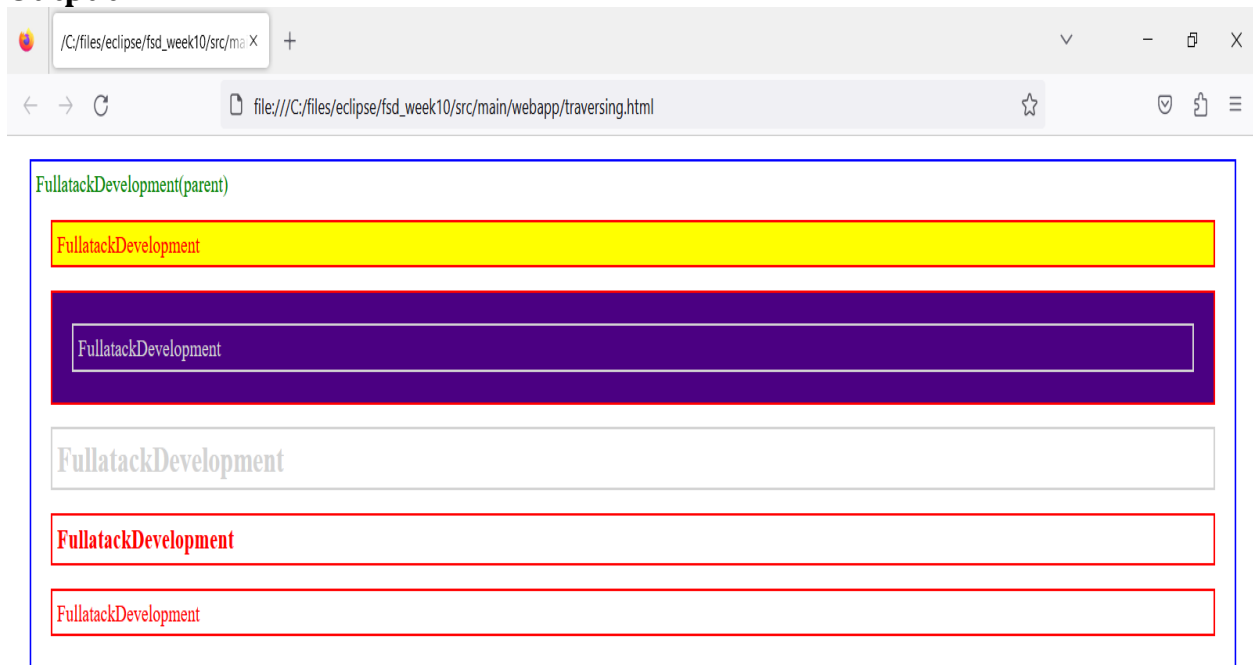 /C:/files/eclipse/fsd_week10/src/ma
file:///C:/files/eclipse/fsd_week10/src/main/webapp/traversing.html
FullatackDevelopment(parent)
FullatackDevelopment
FullatackDevelopment
FullatackDevelopment
FullatackDevelopment
FullatackDevelopment